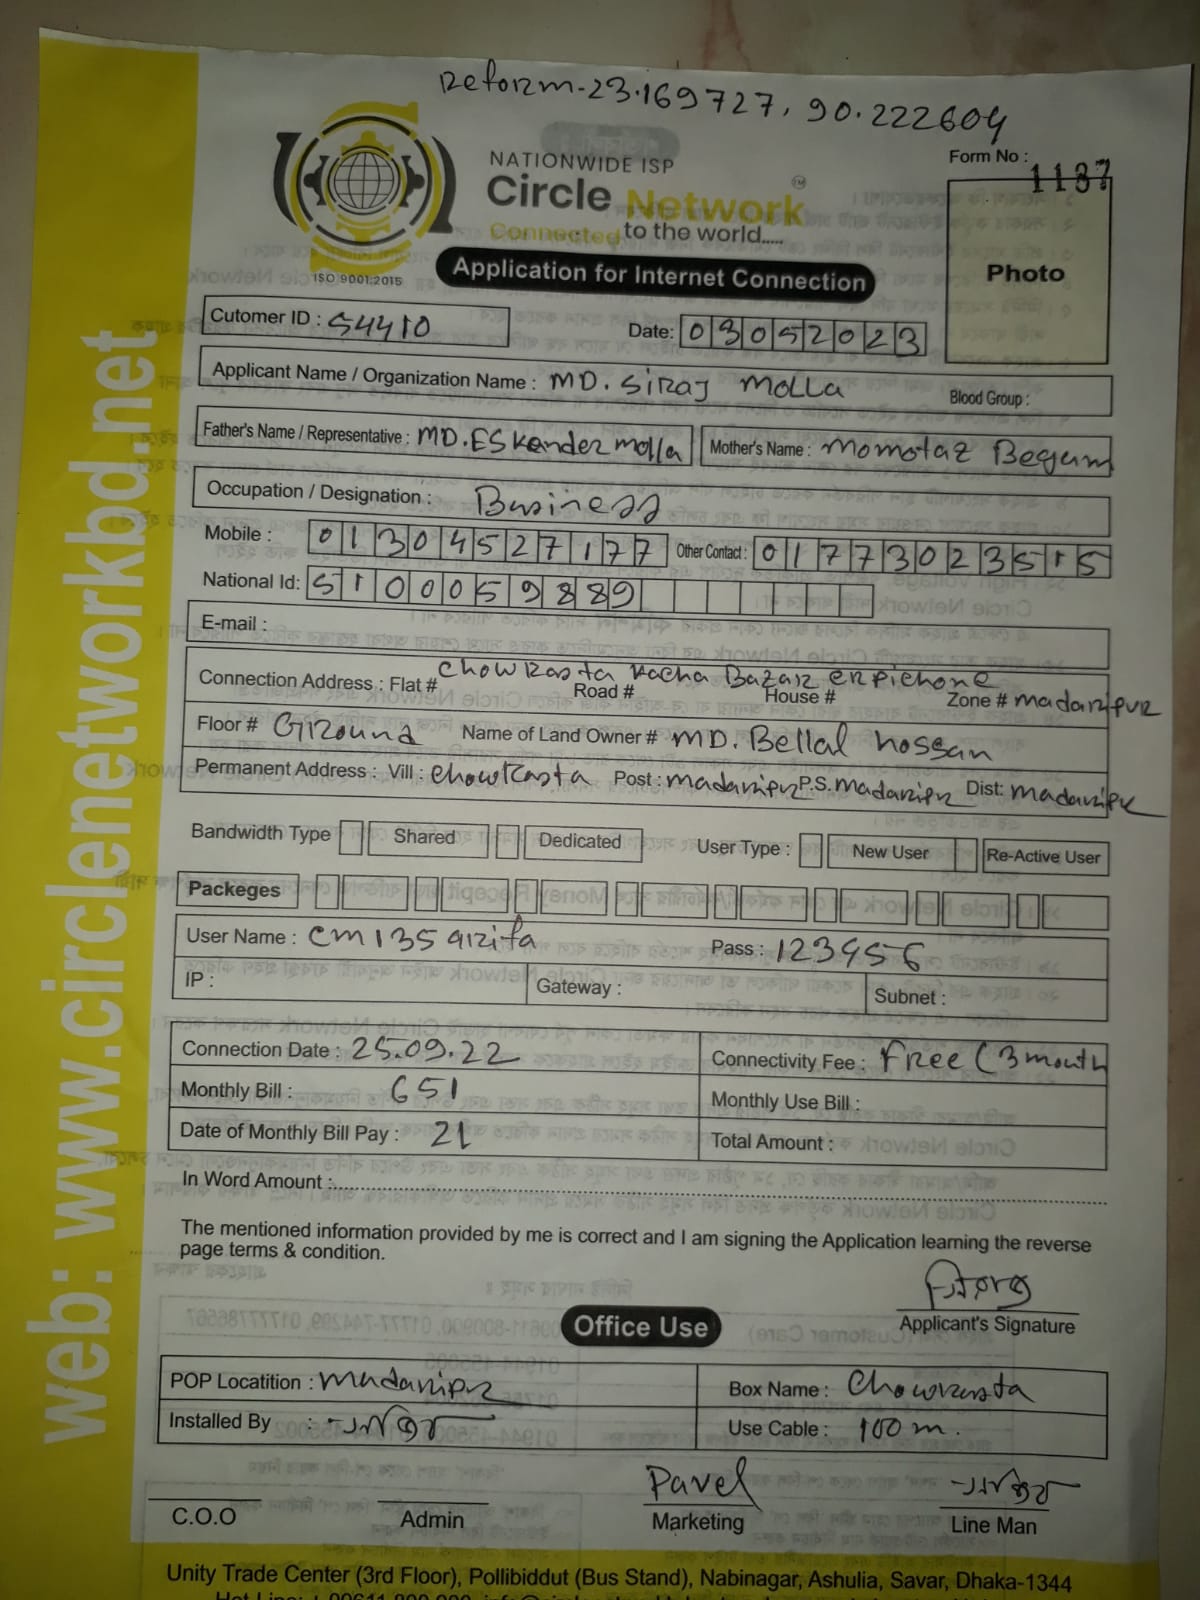 Reform-23.169727, 90.222604
NATIONWIDE ISP
Circle Network TM
Connected to the world.....
ISO 9001:2015
Application for Internet Connection
Form No : 1137
Photo
Cutomer ID : 54410
Date: 03052023
Applicant Name / Organization Name : MD. Siraj Molla
Blood Group :
Father's Name / Representative : MD. ESkender molla Mother's Name : Momotaz Begum
Occupation / Designation : Business
Mobile : 01304527177 Other Contact : 01773023515
National Id: 5100059889
E-mail :
Connection Address : Flat # Chowrasta Kacha Bazar Road # House # Zone # madaripur
Floor # Ground Name of Land Owner # MD. Bellal hossan
Permanent Address : Vill : Chowrasta Post : madaripr P.S. madaripr Dist: madaripr
Bandwidth Type Shared Dedicated User Type : New User Re-Active User
Packeges
User Name : cm135arifa Pass : 123456
IP : Gateway : Subnet :
Connection Date : 25.09.22 Connectivity Fee : Free (3 month
Monthly Bill : 651 Monthly Use Bill :
Date of Monthly Bill Pay : 21 Total Amount :
In Word Amount :
The mentioned information provided by me is correct and I am signing the Application learning the reverse
page terms & condition.
Applicant's Signature
Office Use
POP Locatition : madaripr Box Name : Chowrasta
Installed By : Use Cable : 100 m.
Pavel
C.O.O Admin Marketing Line Man
Unity Trade Center (3rd Floor), Pollibiddut (Bus Stand), Nabinagar, Ashulia, Savar, Dhaka-1344
web: www.circlenetworkbd.net